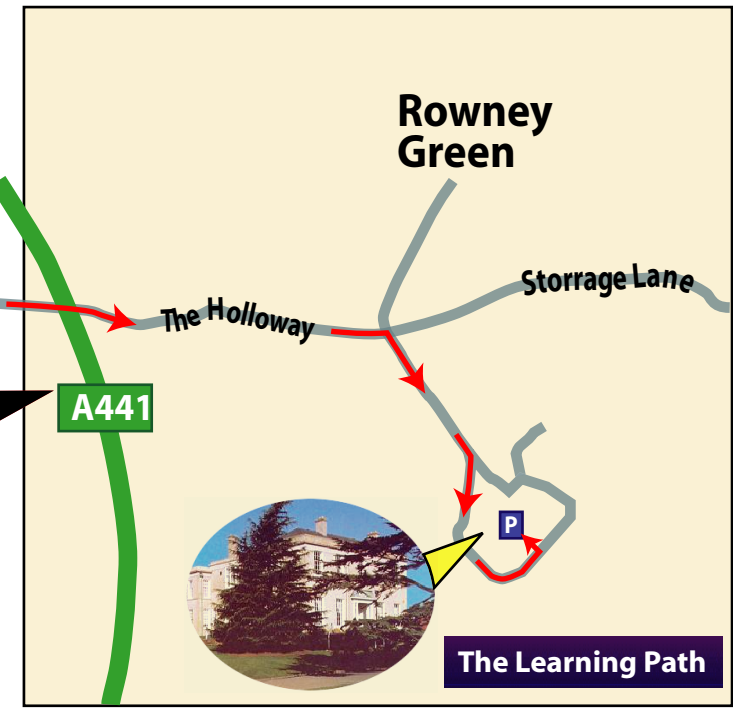 Rowney
Green
Storrage Lane
The Holloway
A441
P
The Learning Path